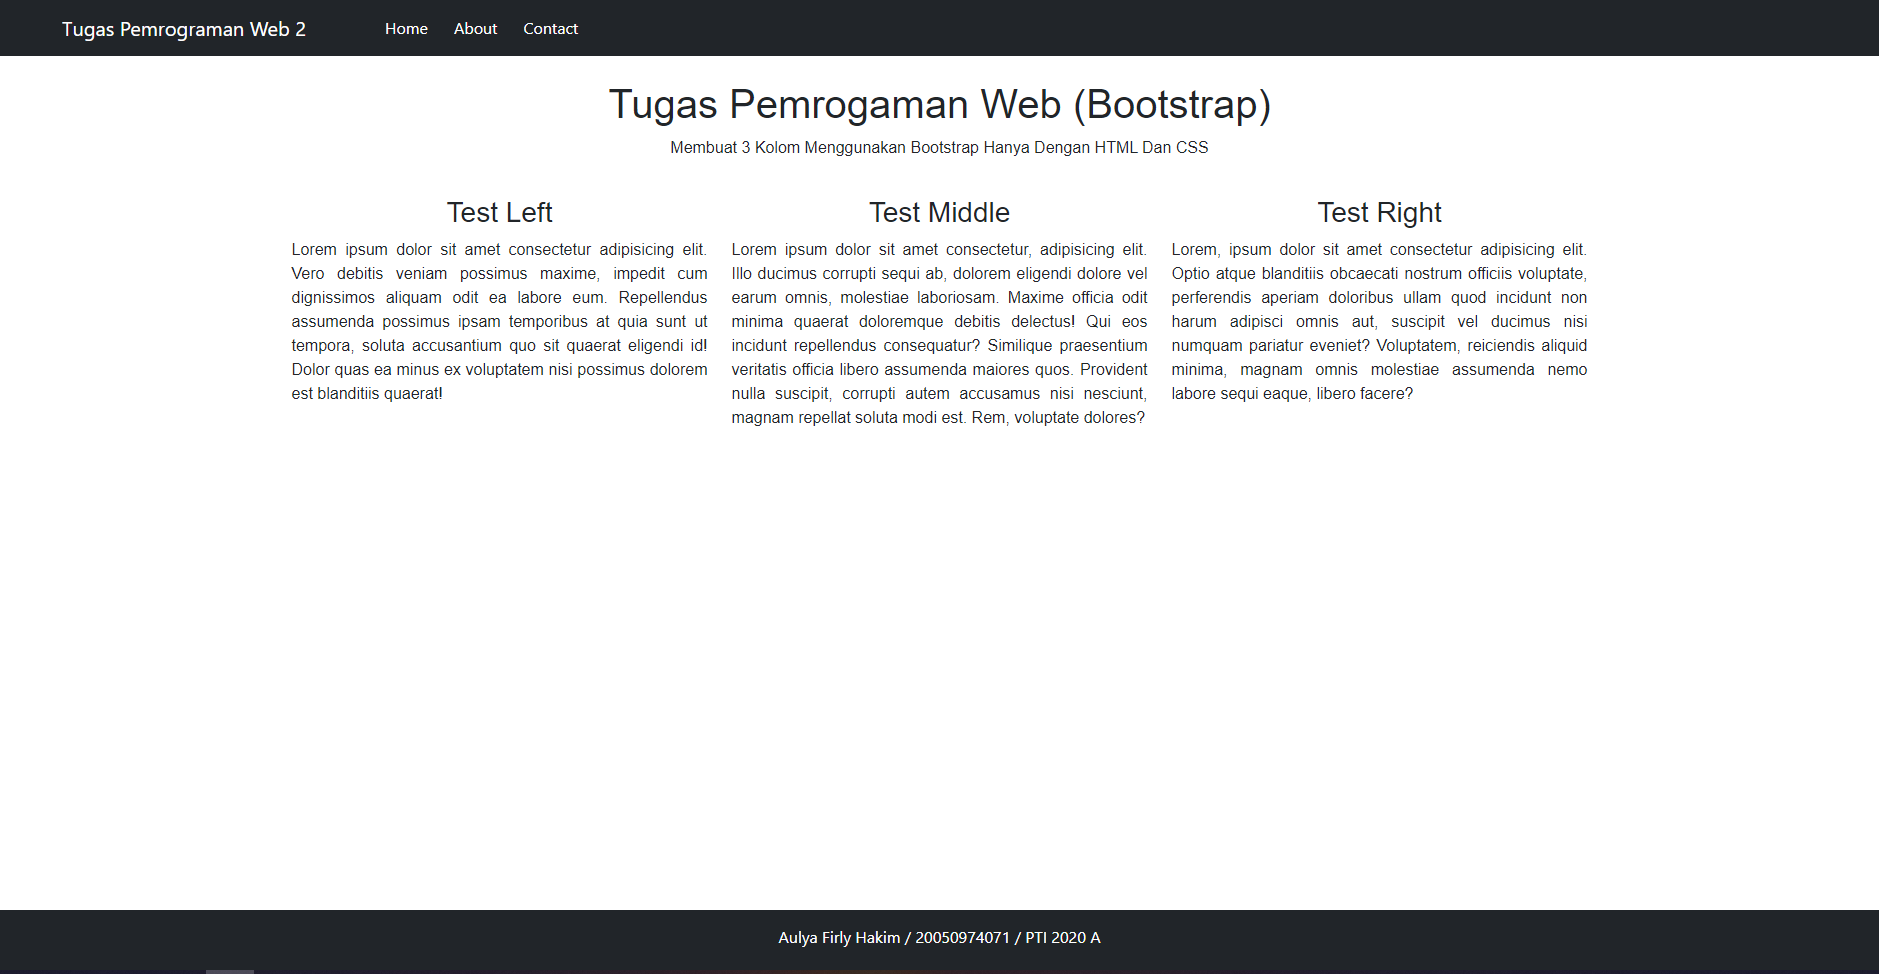 Tugas Pemrograman Web 2
Home About Contact
Tugas Pemrogaman Web (Bootstrap)
Membuat 3 Kolom Menggunakan Bootstrap Hanya Dengan HTML Dan CSS
Test Left
Lorem ipsum dolor sit amet consectetur adipisicing elit.
Vero debitis veniam possimus maxime, impedit cum
dignissimos aliquam odit ea labore eum. Repellendus
assumenda possimus ipsam temporibus at quia sunt ut
tempora, soluta accusantium quo sit quaerat eligendi id!
Dolor quas ea minus ex voluptatem nisi possimus dolorem
est blanditiis quaerat!
Test Middle
Lorem ipsum dolor sit amet consectetur, adipisicing elit.
Illo ducimus corrupti sequi ab, dolorem eligendi dolore vel
earum omnis, molestiae laboriosam. Maxime officia odit
minima quaerat doloremque debitis delectus! Qui eos
incidunt repellendus consequatur? Similique praesentium
veritatis officia libero assumenda maiores quos. Provident
nulla suscipit, corrupti autem accusamus nisi nesciunt,
magnam repellat soluta modi est. Rem, voluptate dolores?
Test Right
Lorem, ipsum dolor sit amet consectetur adipisicing elit.
Optio atque blanditiis obcaecati nostrum officiis voluptate,
perferendis aperiam doloribus ullam quod incidunt non
harum adipisci omnis aut, suscipit vel ducimus nisi
numquam pariatur eveniet? Voluptatem, reiciendis aliquid
minima, magnam omnis molestiae assumenda nemo
labore sequi eaque, libero facere?
Aulya Firly Hakim / 20050974071 / PTI 2020 A